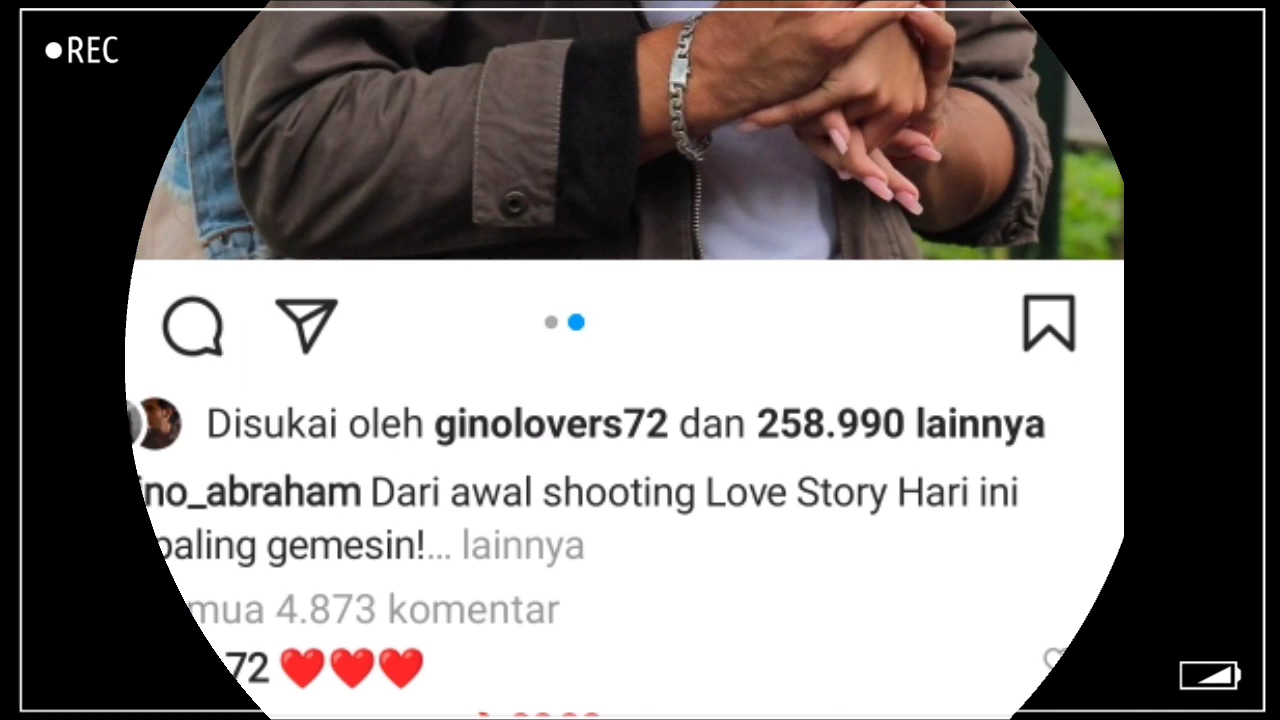 REC
Disukai oleh ginolovers72 dan 258.990 lainnya
ino_abraham Dari awal shooting Love Story Hari ini
paling gemesin!... lainnya
mua 4.873 komentar
72 ❤️❤️❤️